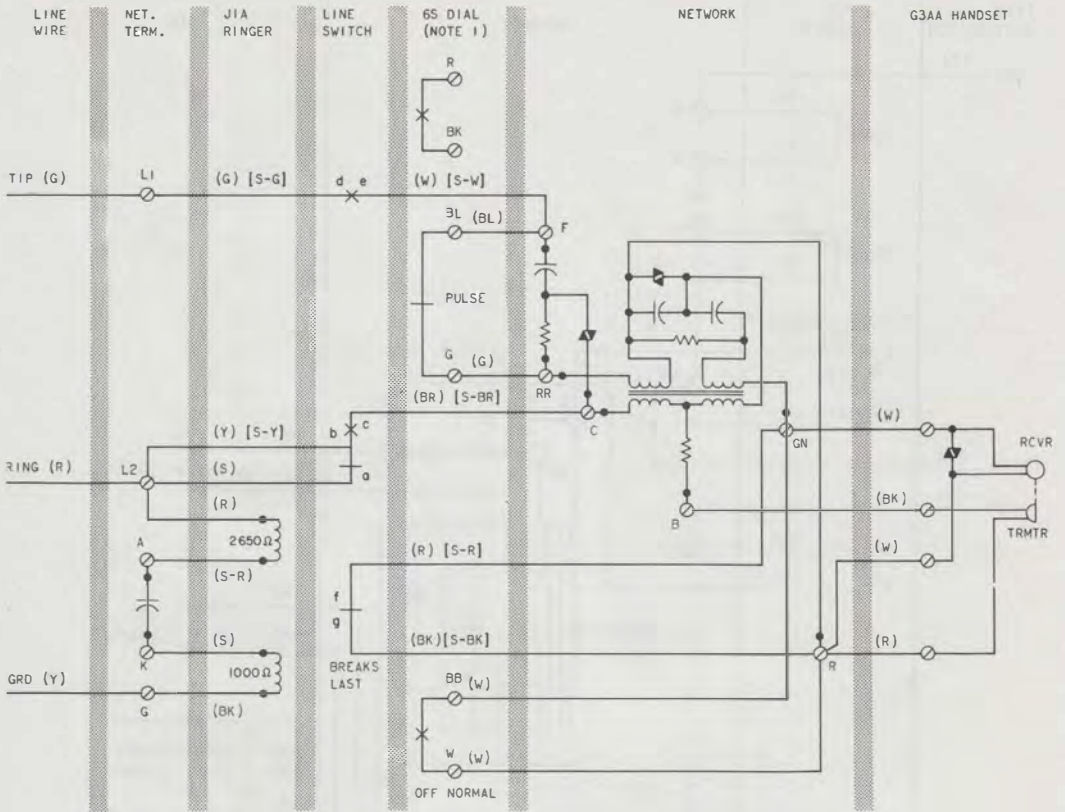 LINE WIRE
NET. TERM.
JIA RINGER
LINE SWITCH
6S DIAL (NOTE 1)
NETWORK
G3AA HANDSET
R
BK
TIP (G)
L1
(G) [S-G]
d e
(W) [S-W]
BL (BL)
F
PULSE
G (G)
RR
(BR) [S-BR]
C
b c
(Y) [S-Y]
GN
(W)
RCVR
RING (R)
L2
(S)
a
(R)
B
(BK)
TRMTR
2650Ω
A
(W)
(R) [S-R]
(S-R)
f
g
(S)
(BK)[S-BK]
R
(R)
K
1000Ω
BREAKS LAST
GRD (Y)
BB (W)
G
(BK)
W (W)
OFF NORMAL